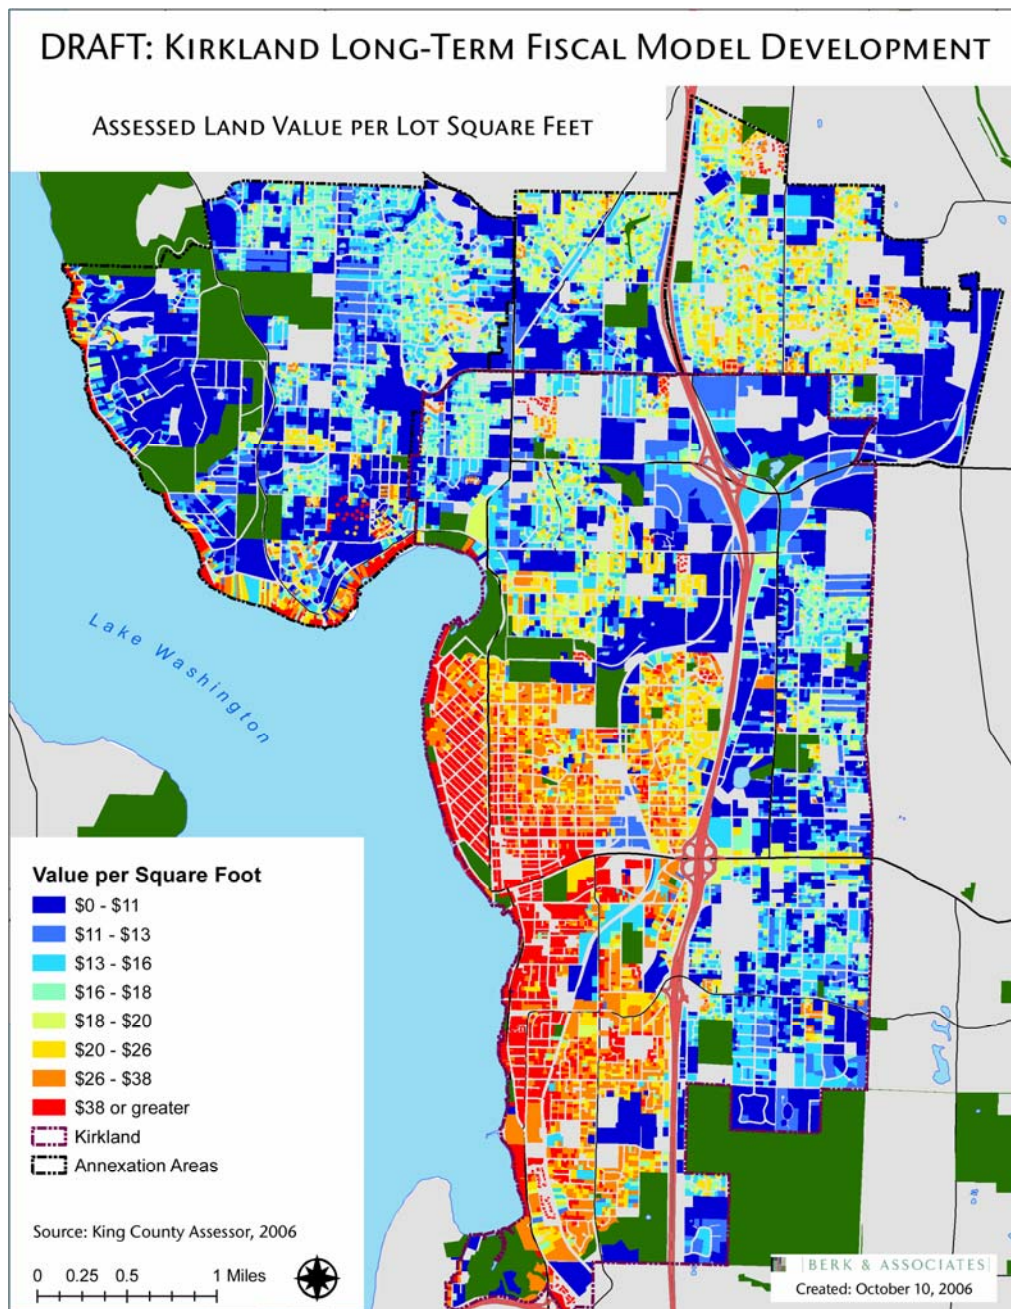 DRAFT: KIRKLAND LONG-TERM FISCAL MODEL DEVELOPMENT
ASSESSED LAND VALUE PER LOT SQUARE FEET
Lake Washington
Value per Square Foot
$0 - $11
$11 - $13
$13 - $16
$16 - $18
$18 - $20
$20 - $26
$26 - $38
$38 or greater
Kirkland
Annexation Areas
Source: King County Assessor, 2006
0 0.25 0.5 1 Miles
BERK & ASSOCIATES
Created: October 10, 2006